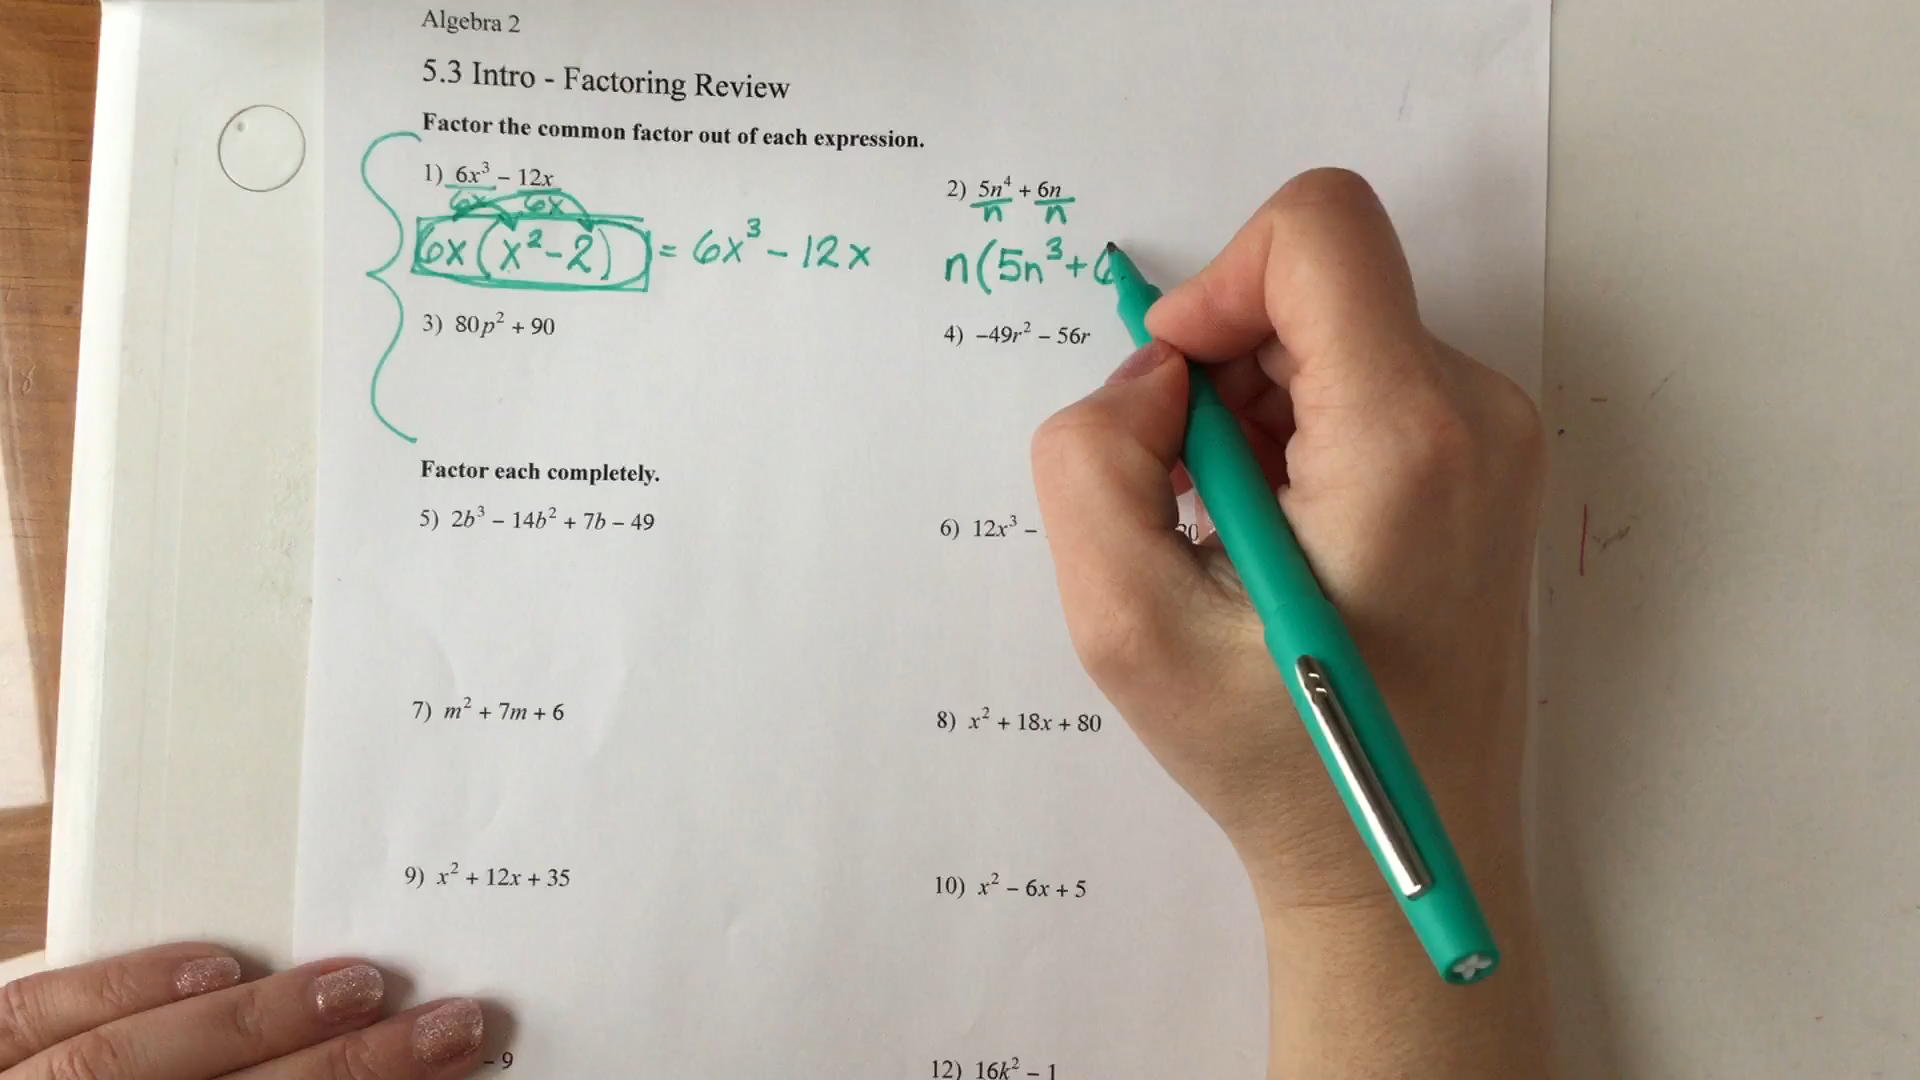 Algebra 2
5.3 Intro - Factoring Review
Factor the common factor out of each expression.
1) 6x³ – 12x
6x 6x
6x(x²-2) = 6x³ - 12x
2) 5n⁴ + 6n
n n
n(5n³+
3) 80p² + 90
4) –49r² – 56r
Factor each completely.
5) 2b³ – 14b² + 7b – 49
6) 12x³ –
7) m² + 7m + 6
8) x² + 18x + 80
9) x² + 12x + 35
10) x² – 6x + 5
– 9
12) 16k² – 1